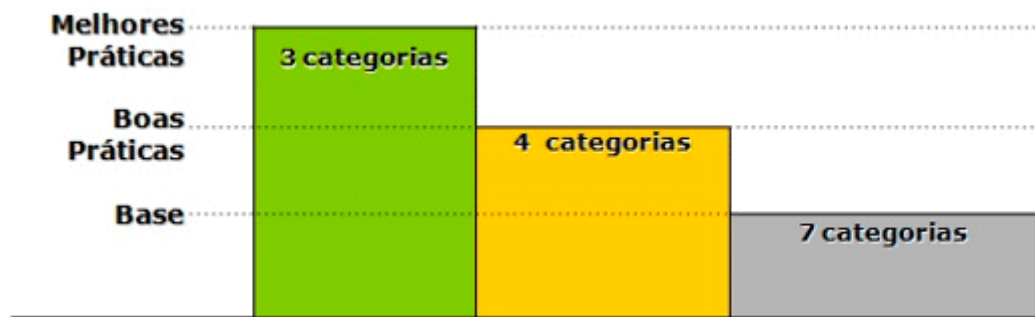 Melhores
Práticas
3 categorias
Boas
Práticas
4 categorias
Base
7 categorias